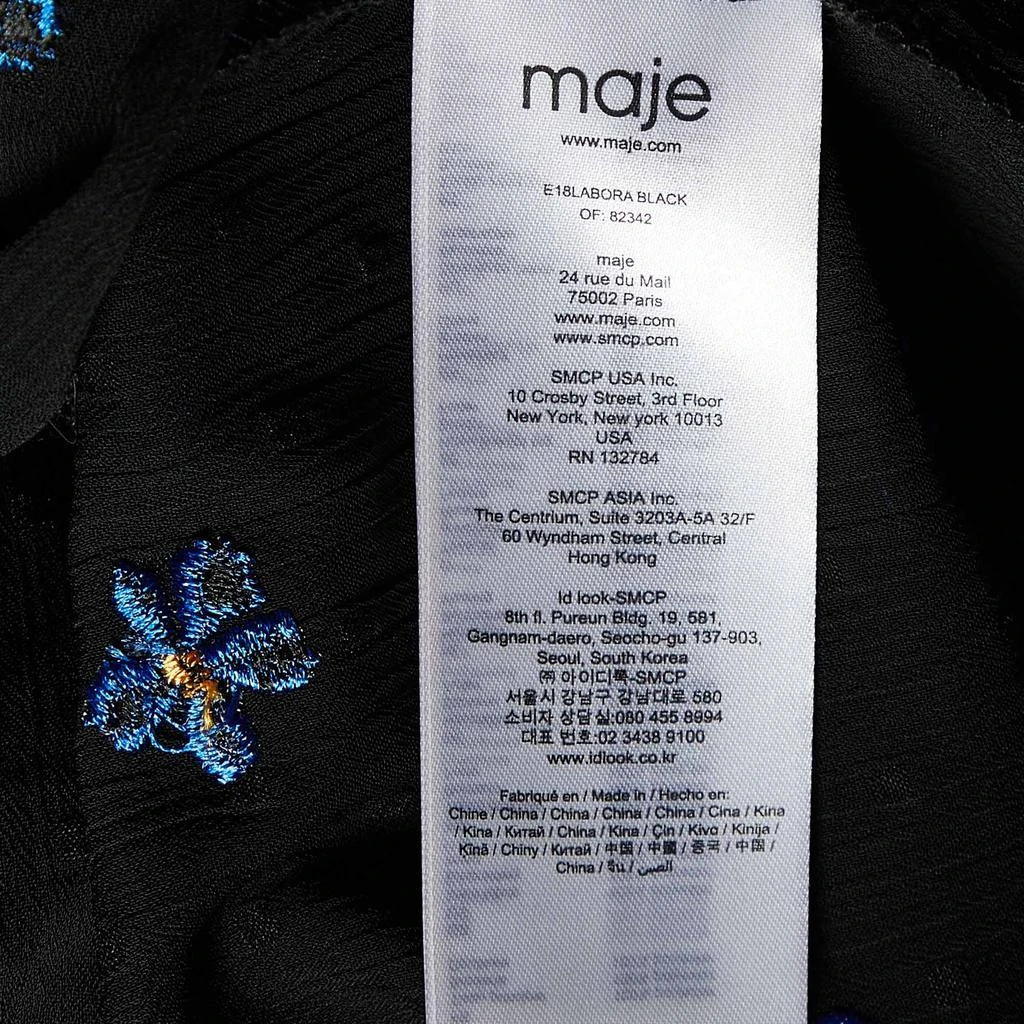 maje
www.maje.com
E18LABORA BLACK
OF: 82342
maje
24 rue du Mail
75002 Paris
www.maje.com
www.smcp.com
SMCP USA Inc.
10 Crosby Street, 3rd Floor
New York, New york 10013
USA
RN 132784
SMCP ASIA Inc.
The Centrium, Suite 3203A-5A 32/F
60 Wyndham Street, Central
Hong Kong
Id look-SMCP
8th fl. Pureun Bldg. 19, 581,
Gangnam-daero, Seocho-gu 137-903,
Seoul, South Korea
㈜ 아이디룩-SMCP
서울시 강남구 강남대로 580
소비자 상담실:080 455 8994
대표 번호:02 3438 9100
www.idlook.co.kr
Fabriqué en / Made in / Hecho en:
Chine / China / China / China / China / Cina / Kina
/ Kina / Китай / China / Kina / Çin / Kivα / Kinija /
Ķīnā / Chiny / Китай / 中国 / 中國 / 중국 / 中国 /
China / จีน / الصين